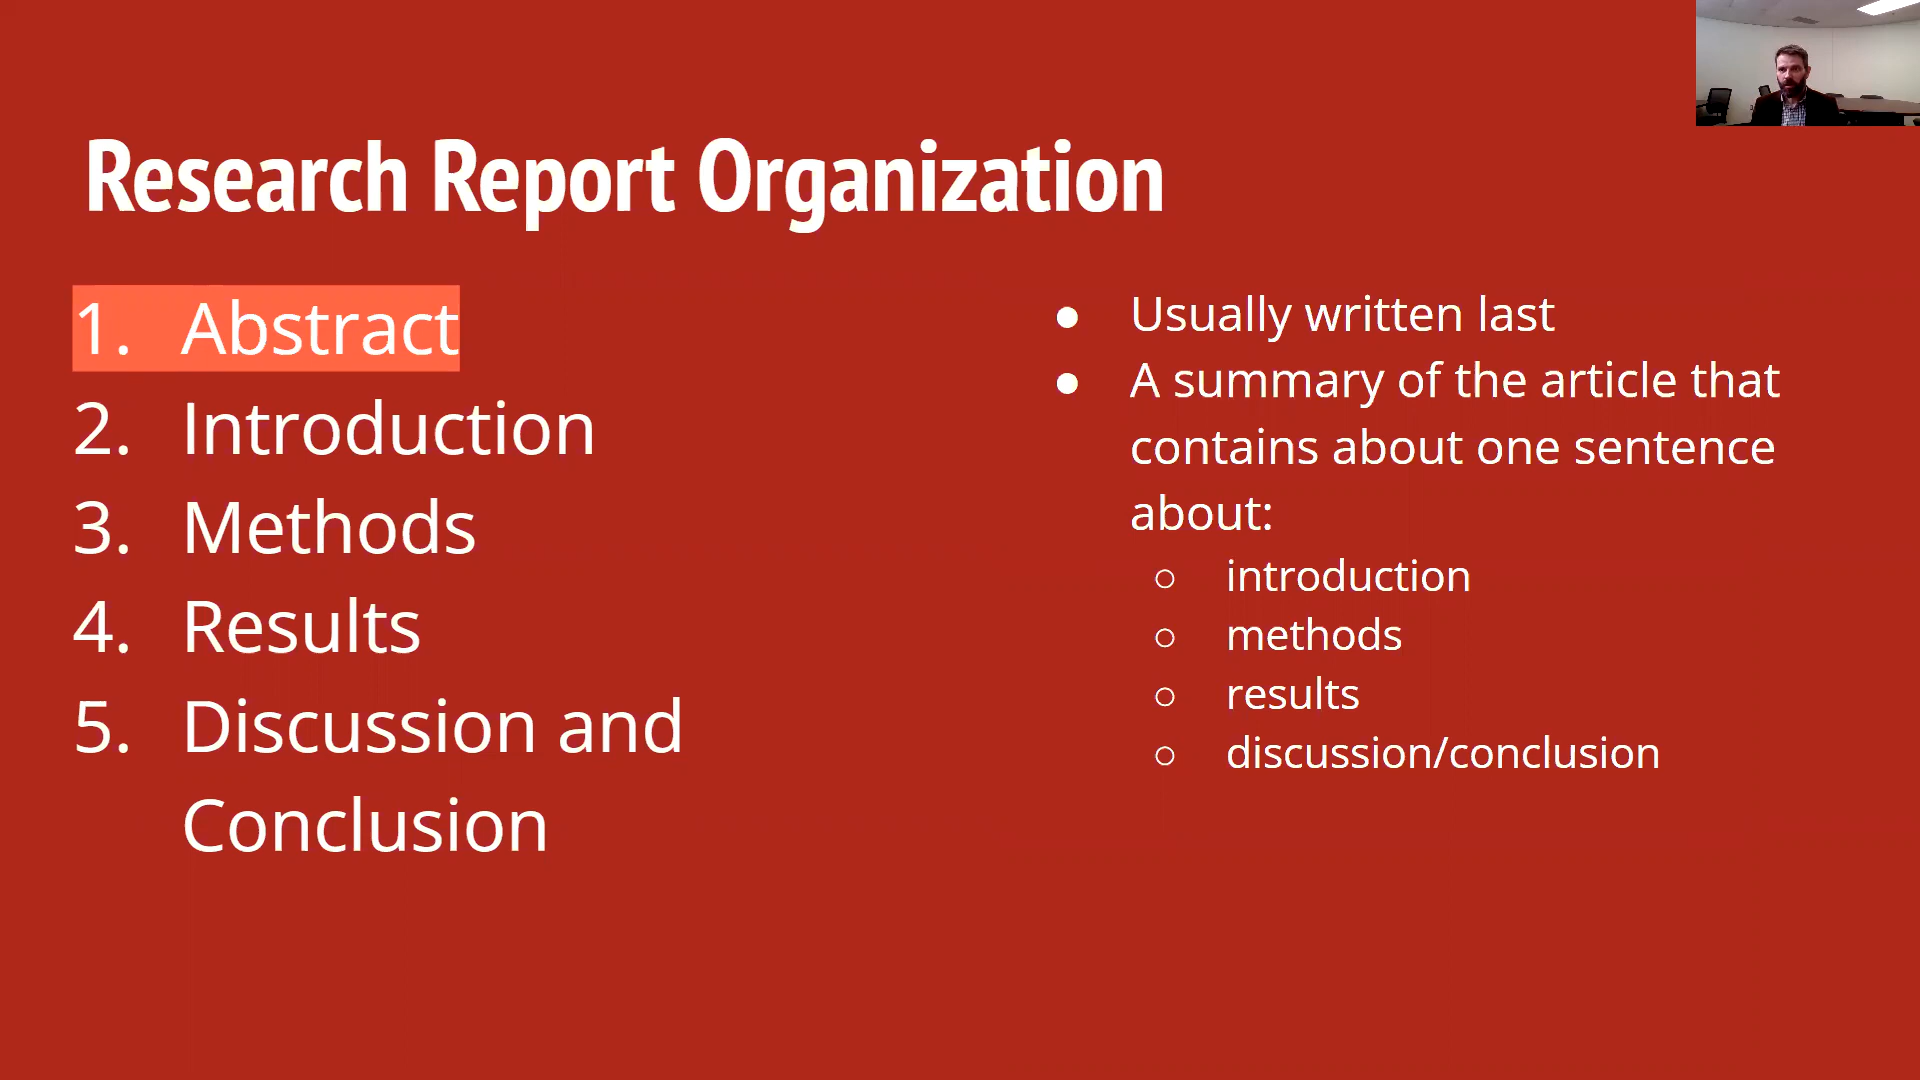 Research Report Organization
1. Abstract
2. Introduction
3. Methods
4. Results
5. Discussion and
Conclusion
● Usually written last
● A summary of the article that
contains about one sentence
about:
○ introduction
○ methods
○ results
○ discussion/conclusion